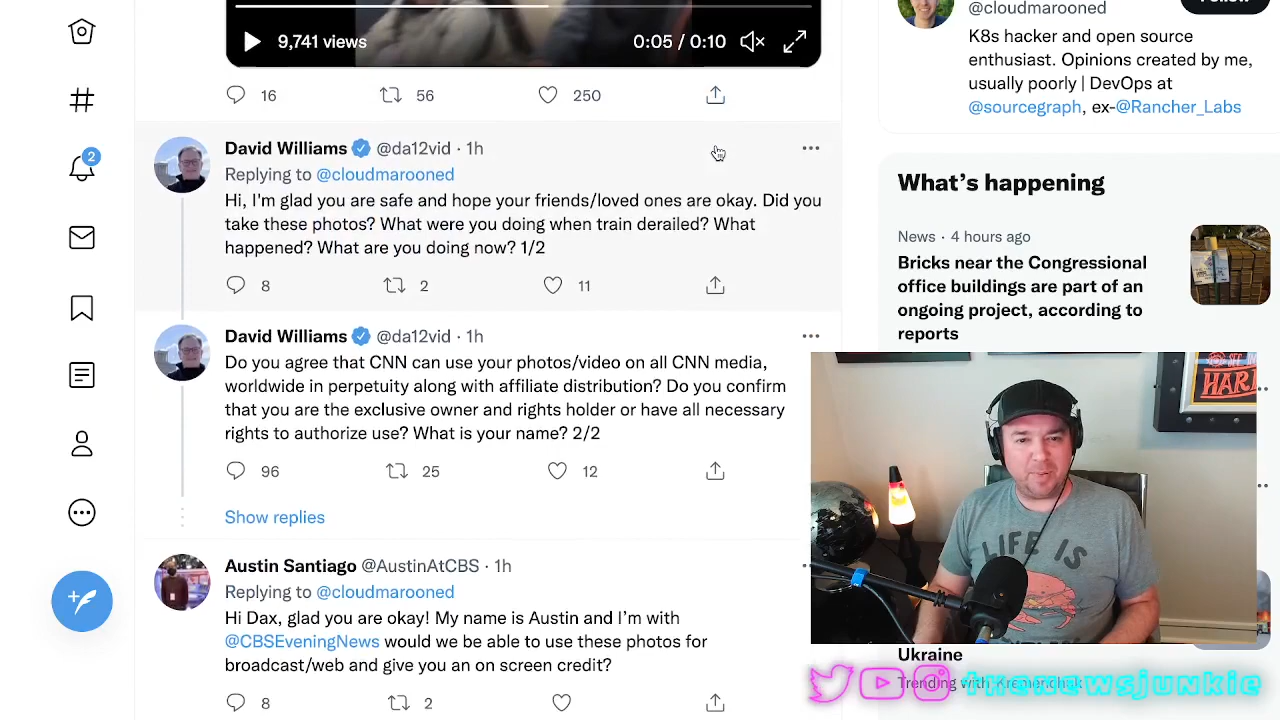 9,741 views
0:05 / 0:10
16
56
250
2
David Williams @da12vid · 1h
Replying to @cloudmarooned
Hi, I'm glad you are safe and hope your friends/loved ones are okay. Did you
take these photos? What were you doing when train derailed? What
happened? What are you doing now? 1/2
8
2
11
David Williams @da12vid · 1h
Do you agree that CNN can use your photos/video on all CNN media,
worldwide in perpetuity along with affiliate distribution? Do you confirm
that you are the exclusive owner and rights holder or have all necessary
rights to authorize use? What is your name? 2/2
96
25
12
Show replies
Austin Santiago @AustinAtCBS · 1h
Replying to @cloudmarooned
Hi Dax, glad you are okay! My name is Austin and I'm with
@CBSEveningNews would we be able to use these photos for
broadcast/web and give you an on screen credit?
8
2
@cloudmarooned
K8s hacker and open source
enthusiast. Opinions created by me,
usually poorly | DevOps at
@sourcegraph, ex-@Rancher_Labs
What's happening
News · 4 hours ago
Bricks near the Congressional
office buildings are part of an
ongoing project, according to
reports
HAR
LIFE IS
Ukraine
Trending with Kremenchuk
thenewsjunkie